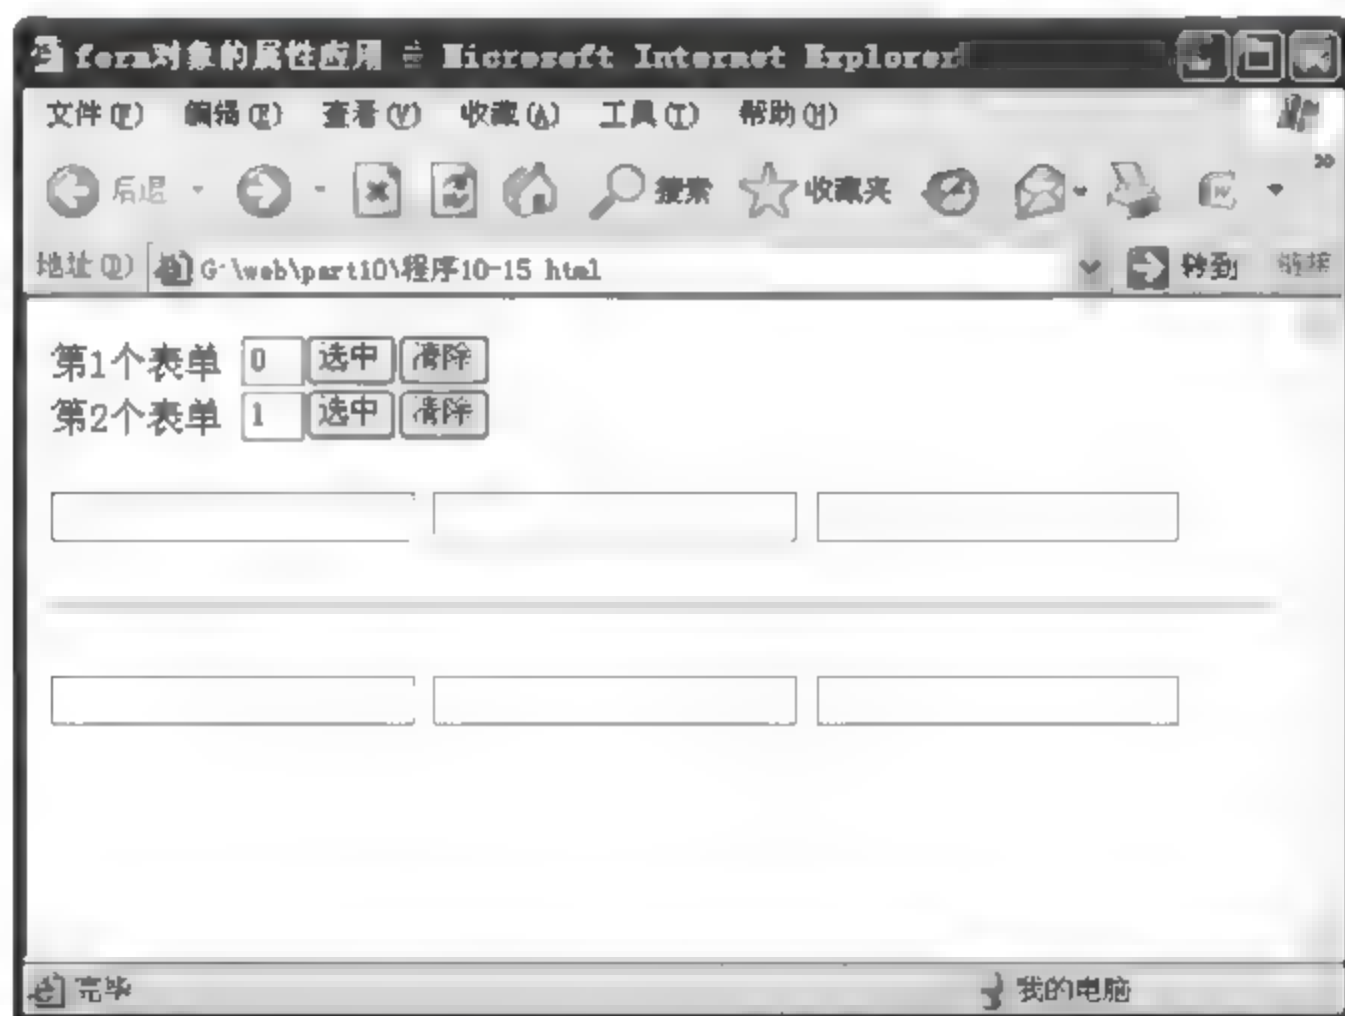 form对象的属性应用 - Microsoft Internet Explorer
文件(F) 编辑(E) 查看(V) 收藏(A) 工具(T) 帮助(H)
后退 搜索 收藏夹 »
地址(D) G:\web\part10\程序10-15 html 转到 链接
第1个表单 0 选中 清除
第2个表单 1 选中 清除
完毕 我的电脑